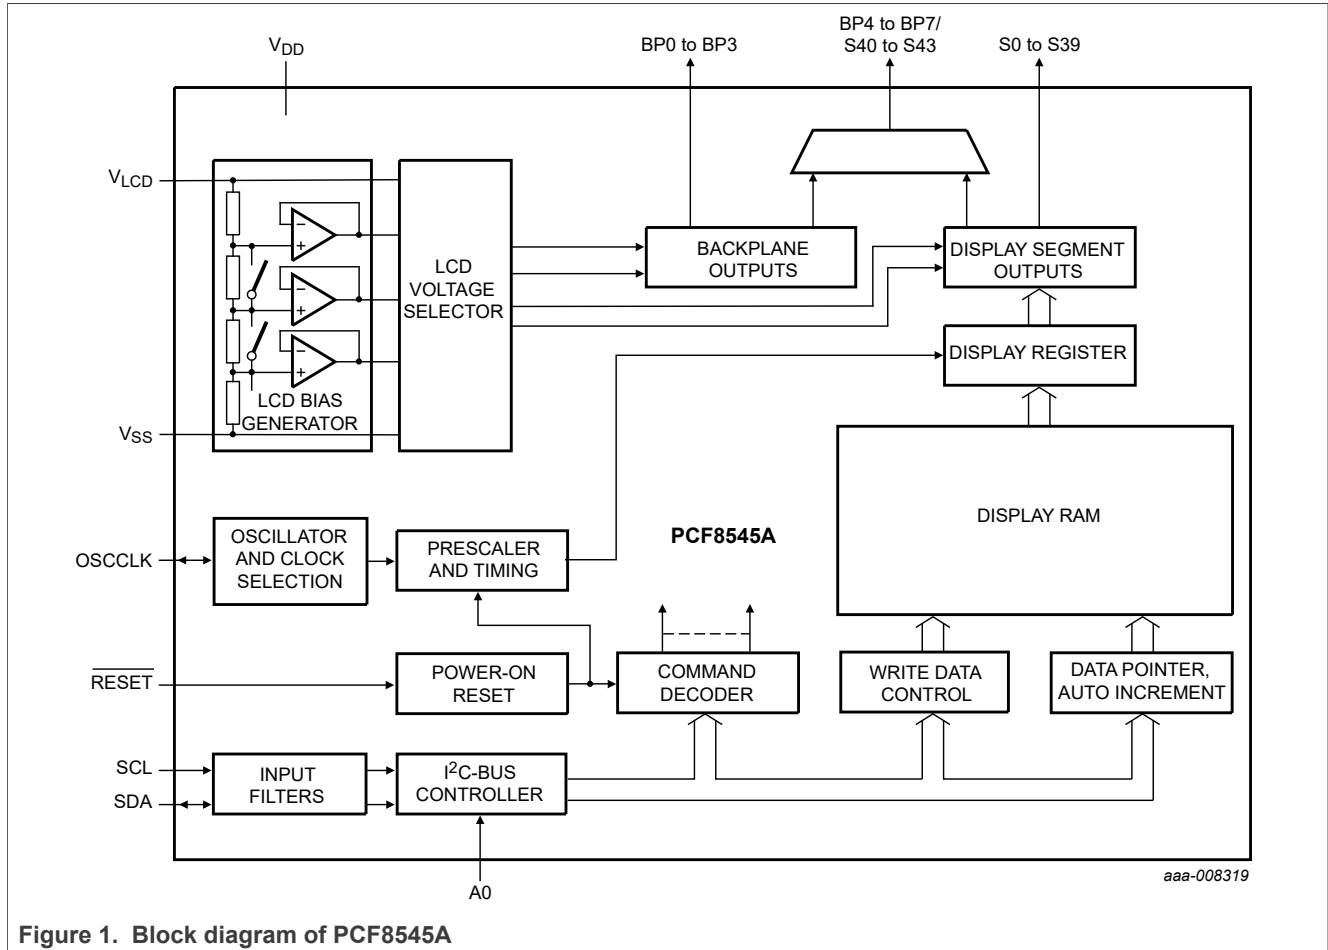 VDD
BP0 to BP3
BP4 to BP7/
S40 to S43
S0 to S39
VLCD
LCD
VOLTAGE
SELECTOR
BACKPLANE
OUTPUTS
DISPLAY SEGMENT
OUTPUTS
DISPLAY REGISTER
LCD BIAS
GENERATOR
VSS
DISPLAY RAM
PCF8545A
OSCCLK
OSCILLATOR
AND CLOCK
SELECTION
PRESCALER
AND TIMING
RESET
POWER-ON
RESET
COMMAND
DECODER
WRITE DATA
CONTROL
DATA POINTER,
AUTO INCREMENT
SCL
SDA
INPUT
FILTERS
I2C-BUS
CONTROLLER
A0
aaa-008319
Figure 1. Block diagram of PCF8545A